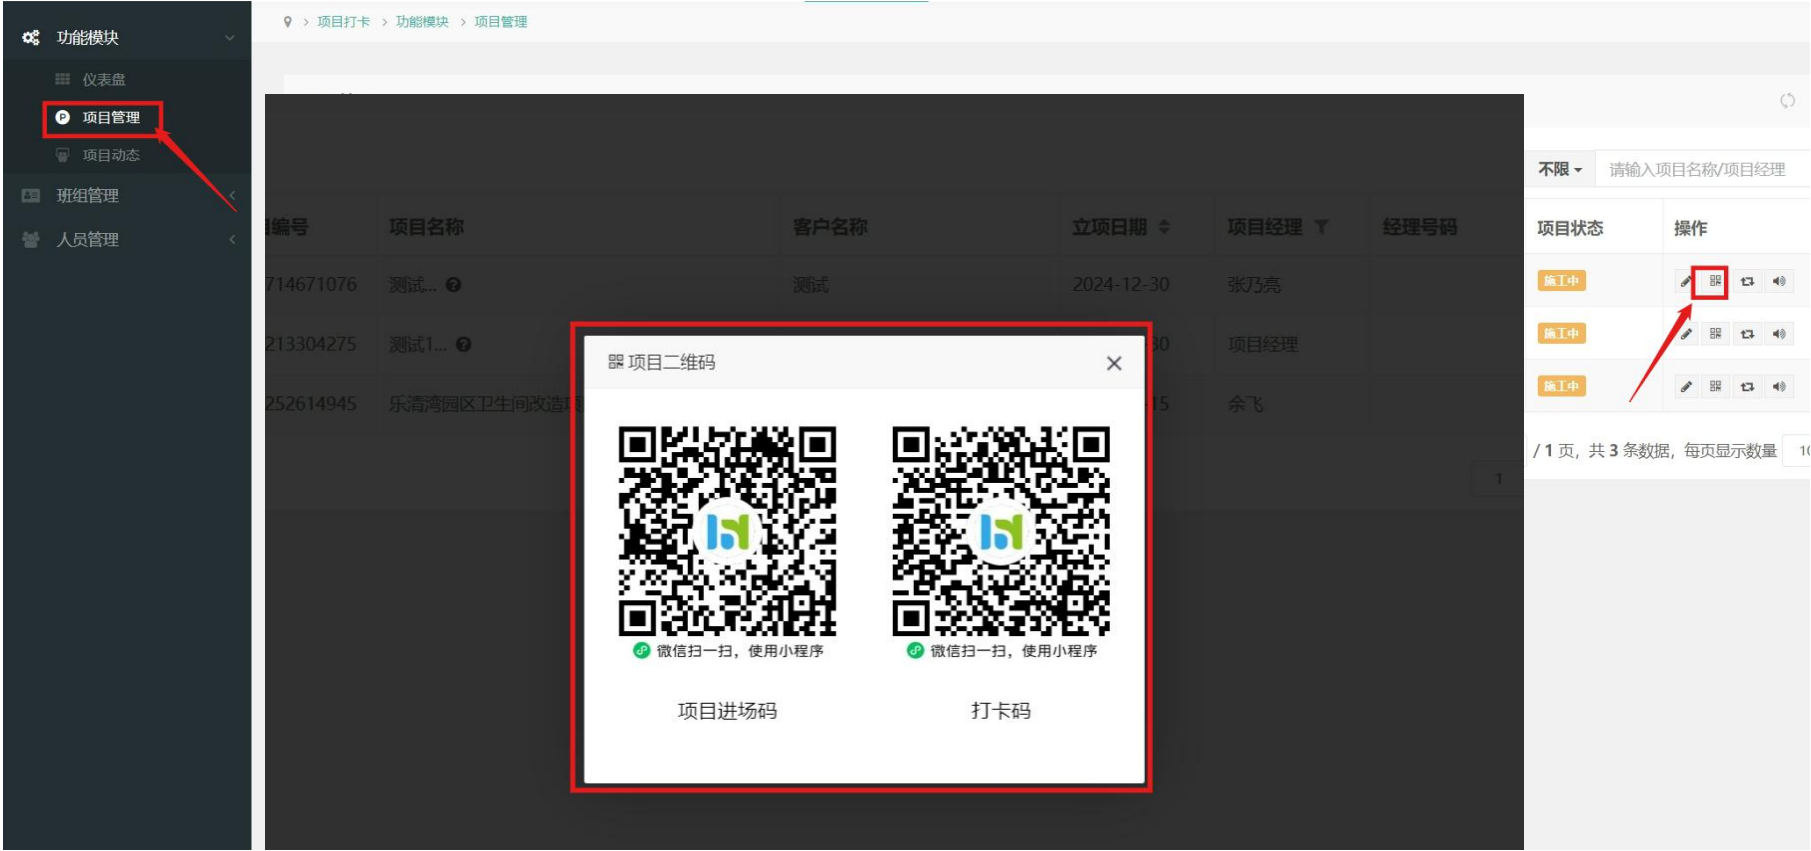 项目打卡 > 功能模块 > 项目管理
功能模块
仪表盘
项目管理
项目动态
班组管理
人员管理
不限
请输入项目名称/项目经理
编号 项目名称 客户名称 立项日期 项目经理 经理号码 项目状态 操作
714671076 测试... 测试 2024-12-30 张乃亮 施工中
213304275 测试1... 30 项目经理 施工中
252614945 乐清湾园区卫生间改造项 15 余飞 施工中
1
/ 1 页，共 3 条数据，每页显示数量 10
项目二维码
微信扫一扫，使用小程序
微信扫一扫，使用小程序
项目进场码
打卡码